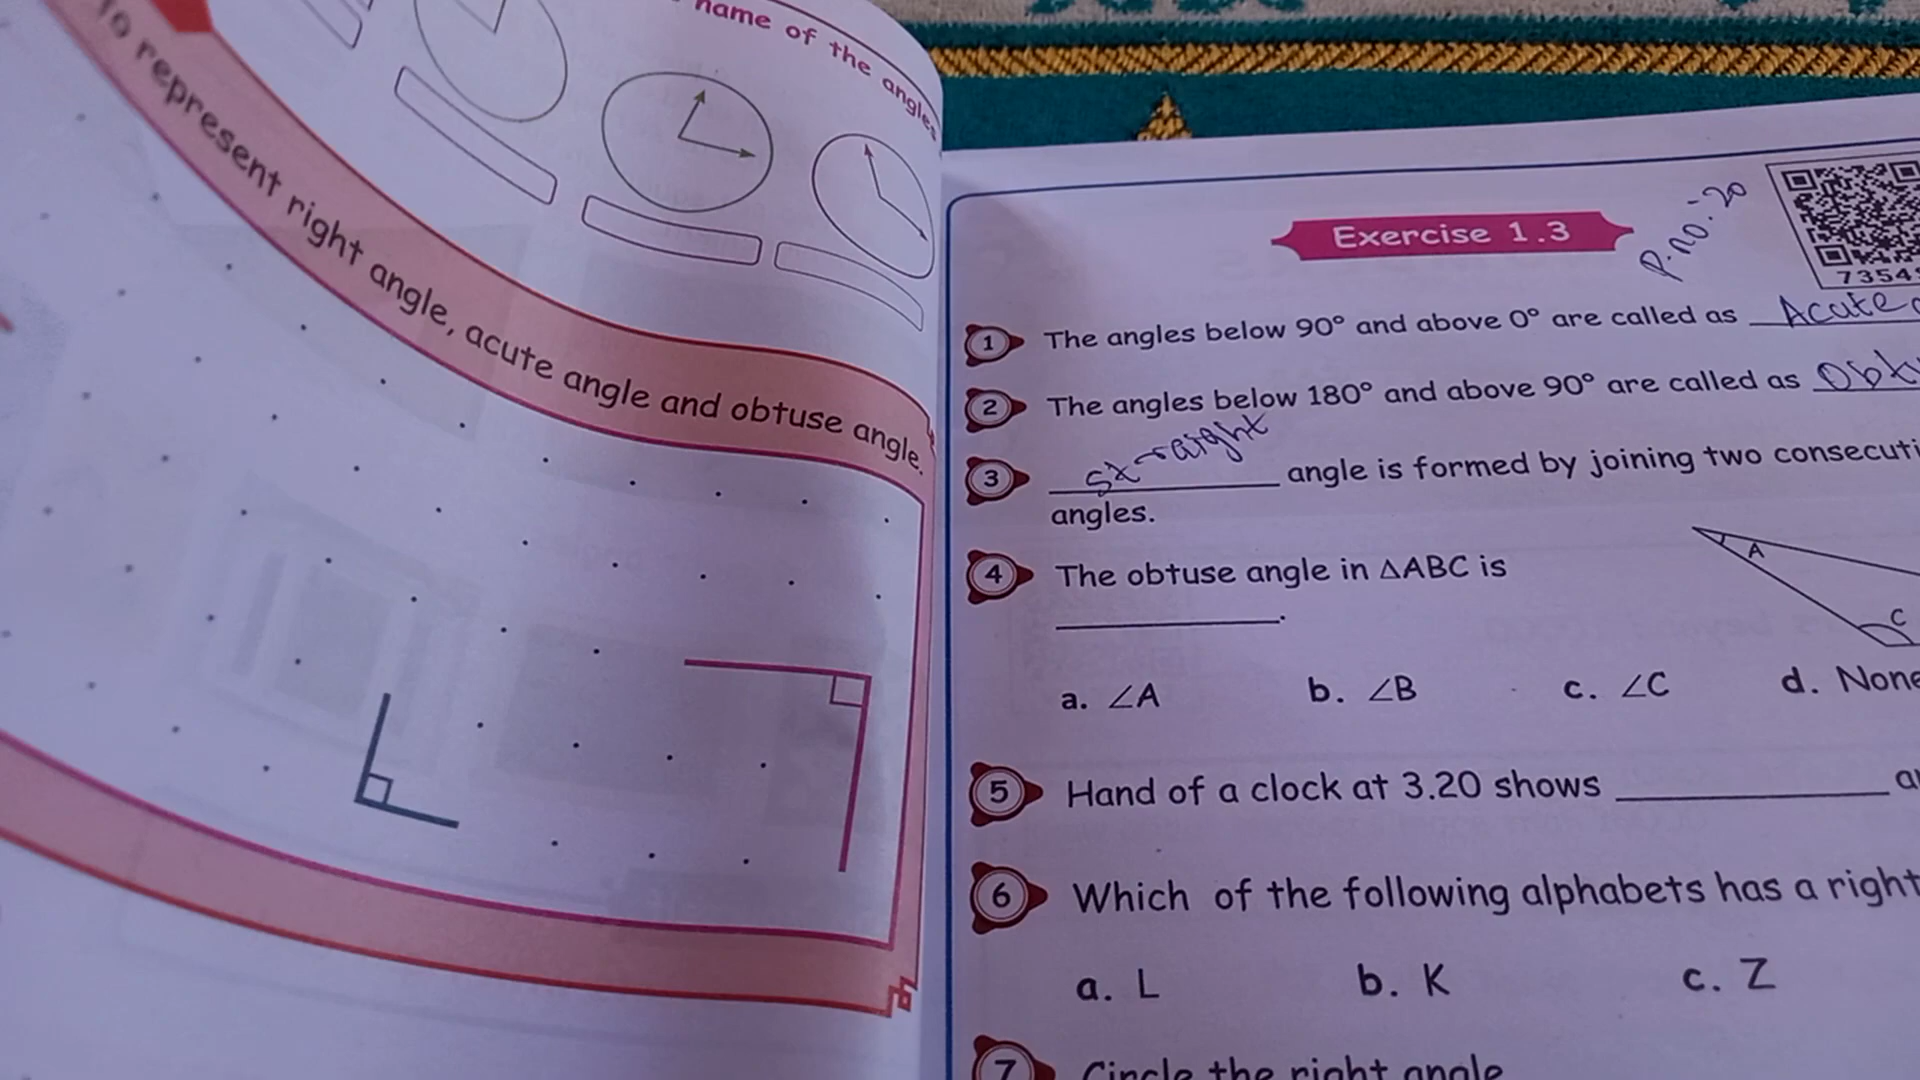 name of the angles
To represent right angle, acute angle and obtuse angle.
Exercise 1.3
P.no:-20
1 The angles below 90° and above 0° are called as Acute
2 The angles below 180° and above 90° are called as
3 angle is formed by joining two
angles.
4 The obtuse angle in △ABC is
.
A
C
a. ∠A b. ∠B c. ∠C d. None
5 Hand of a clock at 3.20 shows
6 Which of the following alphabets has a right
a. L b. K c. Z
7 Circle the right angle